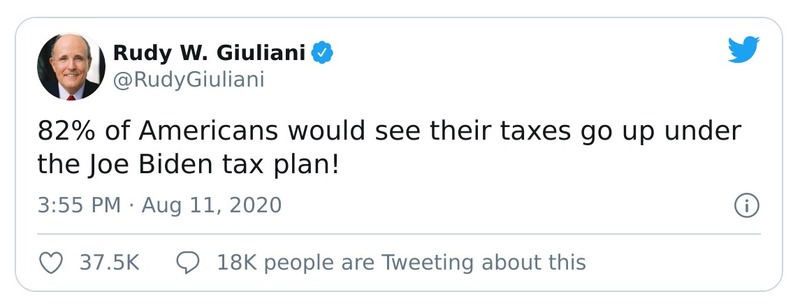 Rudy W. Giuliani
@RudyGiuliani
82% of Americans would see their taxes go up under
the Joe Biden tax plan!
3:55 PM · Aug 11, 2020
37.5K 18K people are Tweeting about this